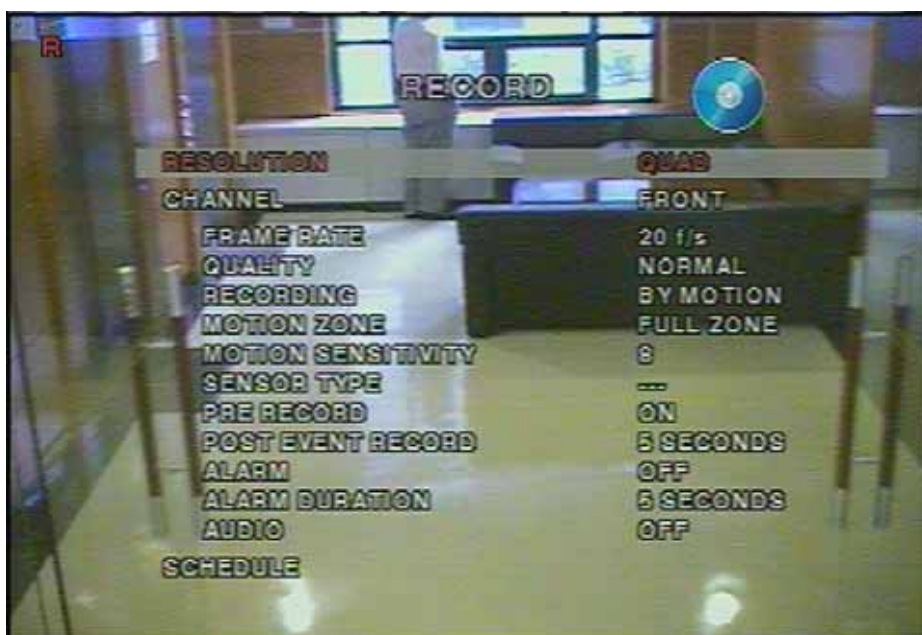 R
RECORD
RESOLUTION QUAD
CHANNEL FRONT
FRAME RATE 20 f/s
QUALITY NORMAL
RECORDING BY MOTION
MOTION ZONE FULL ZONE
MOTION SENSITIVITY 8
SENSOR TYPE ---
PRE RECORD ON
POST EVENT RECORD 5 SECONDS
ALARM OFF
ALARM DURATION 5 SECONDS
AUDIO OFF
SCHEDULE